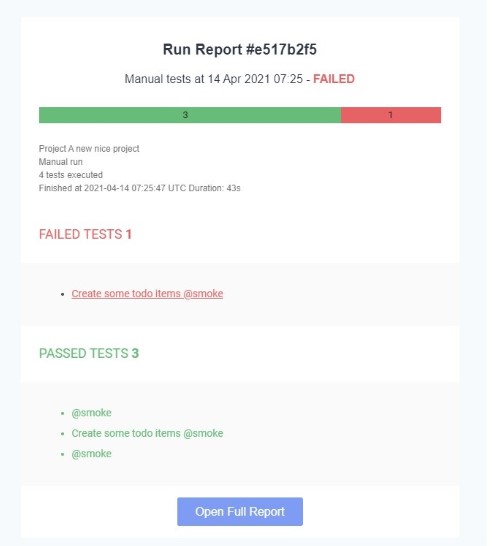 Run Report #e517b2f5
Manual tests at 14 Apr 2021 07:25 - FAILED
3 1
Project A new nice project
Manual run
4 tests executed
Finished at 2021-04-14 07:25:47 UTC Duration: 43s
FAILED TESTS 1
• Create some todo items @smoke
PASSED TESTS 3
• @smoke
• Create some todo items @smoke
• @smoke
Open Full Report